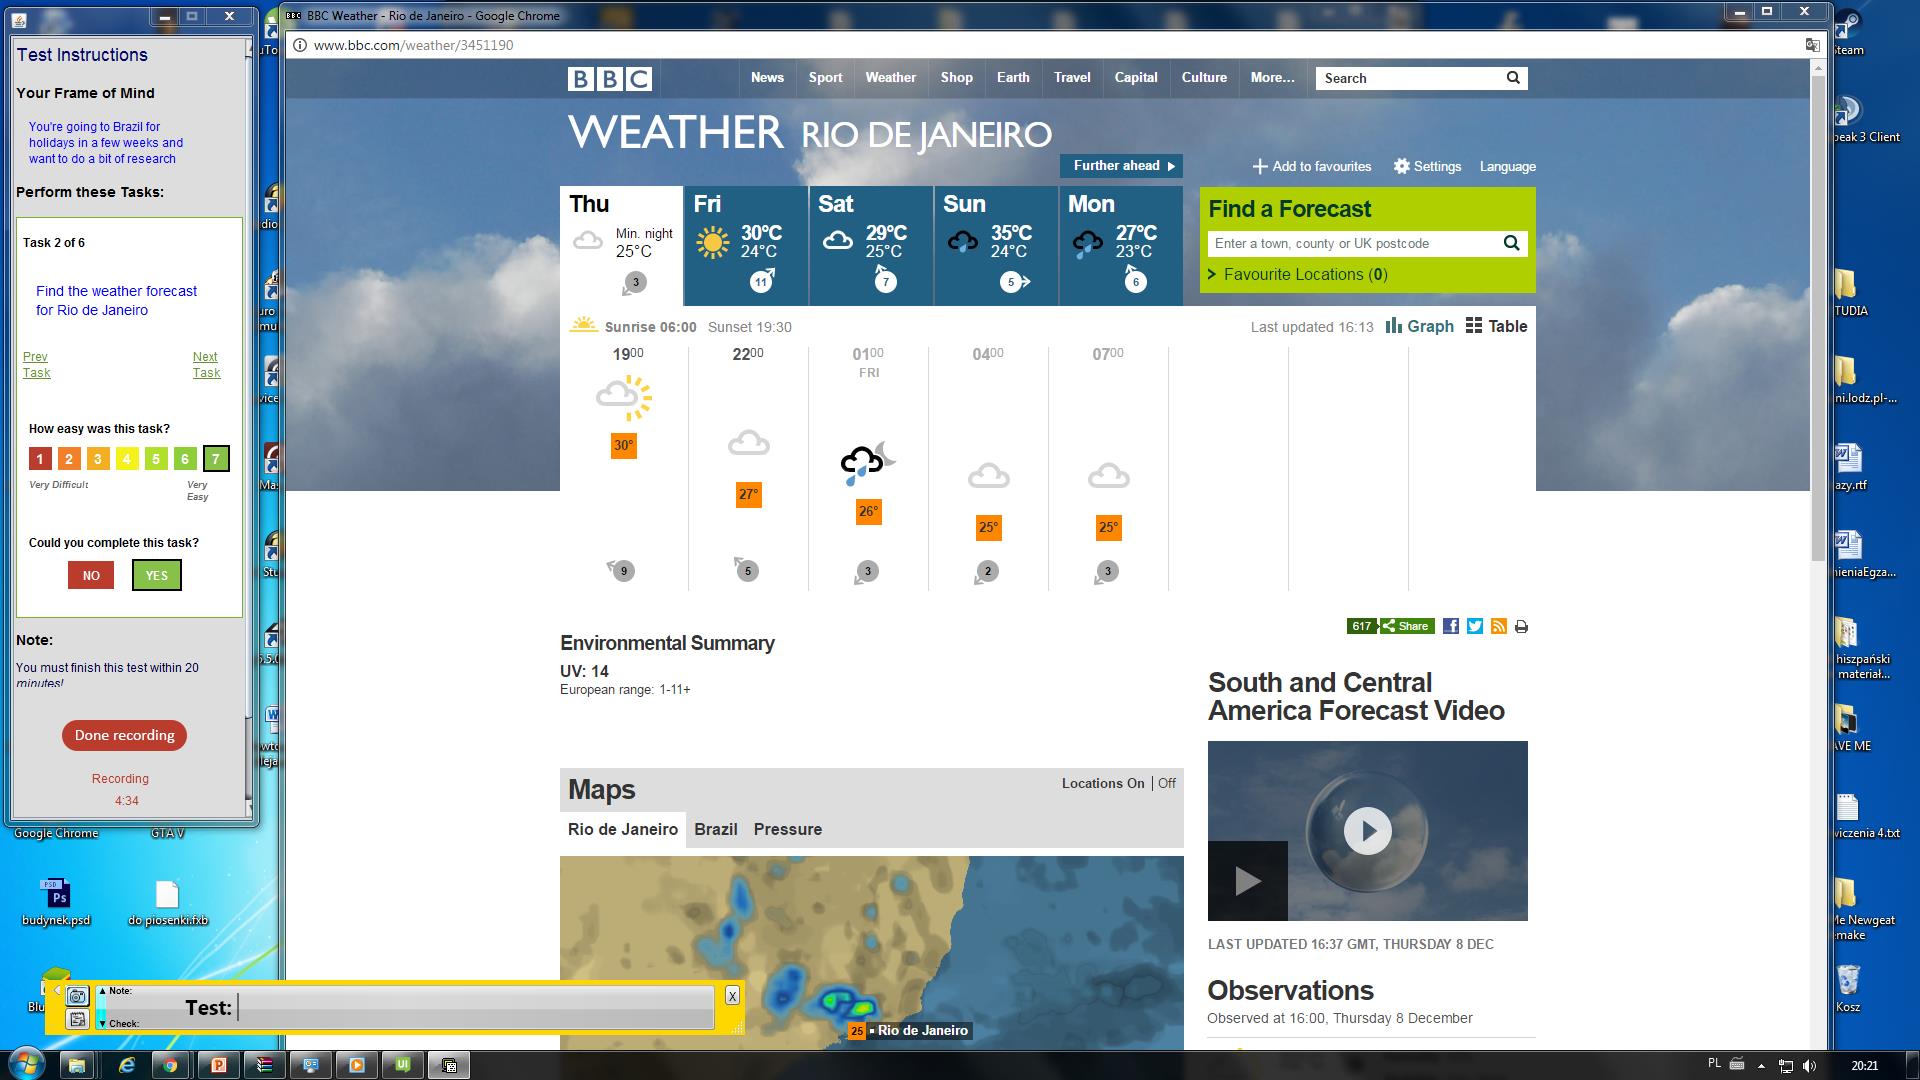 Test Instructions
Your Frame of Mind
You're going to Brazil for
holidays in a few weeks and
want to do a bit of research
Perform these Tasks:
Task 2 of 6
Find the weather forecast
for Rio de Janeiro
Prev Task
Next Task
How easy was this task?
1 2 3 4 5 6 7
Very Difficult
Very Easy
Could you complete this task?
NO YES
Note:
You must finish this test within 20
minutes!
Done recording
Recording
4:34
Google Chrome
GTA V
budynek.psd
do piosenki.fxb
BBC Weather - Rio de Janeiro - Google Chrome
www.bbc.com/weather/3451190
BBC
News Sport Weather Shop Earth Travel Capital Culture More... Search
WEATHER RIO DE JANEIRO
Further ahead
Add to favourites Settings Language
Thu
Min. night
25°C
3
Fri
30°C
24°C
11
Sat
29°C
25°C
7
Sun
35°C
24°C
5
Mon
27°C
23°C
6
Find a Forecast
Enter a town, county or UK postcode
Favourite Locations (0)
Sunrise 06:00 Sunset 19:30
Last updated 16:13 Graph Table
1900 2200 0100 0400 0700
FRI
30°
27°
26°
25°
25°
9 5 3 2 3
Environmental Summary
UV: 14
European range: 1-11+
617 Share
South and Central
America Forecast Video
LAST UPDATED 16:37 GMT, THURSDAY 8 DEC
Observations
Observed at 16:00, Thursday 8 December
Maps
Locations On Off
Rio de Janeiro Brazil Pressure
25 Rio de Janeiro
Note:
Test:
Check:
X
Steam
peak 3 Client
TUDIA
ni.lodz.pl-...
azy.rtf
nieniaEgza...
hiszpański
materiał...
AVE ME
wiczenia 4.txt
Me Newgeat
emake
Kosz
PL
20:21